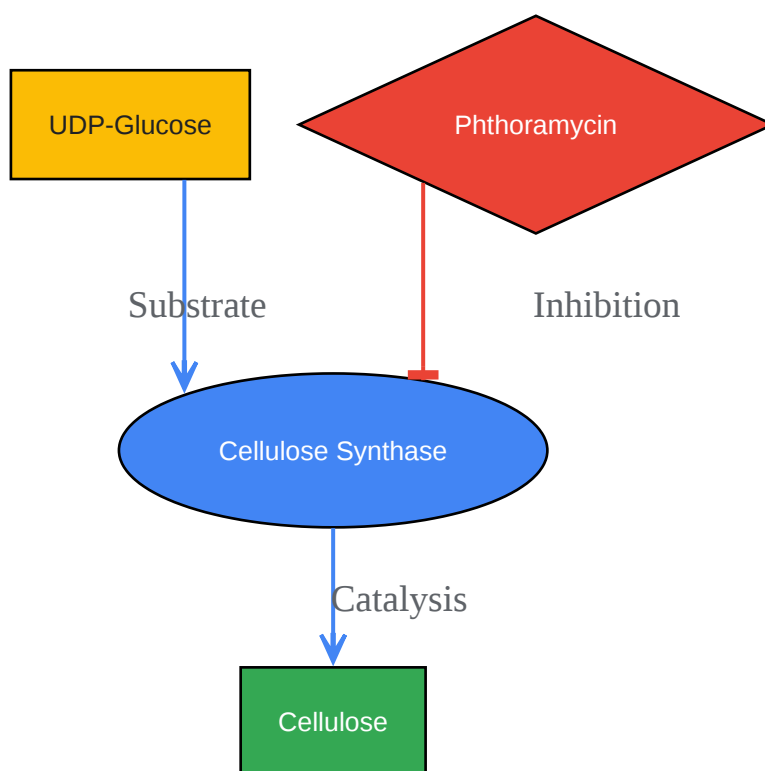 UDP-Glucose
Phthoramycin
Substrate
Inhibition
Cellulose Synthase
Catalysis
Cellulose